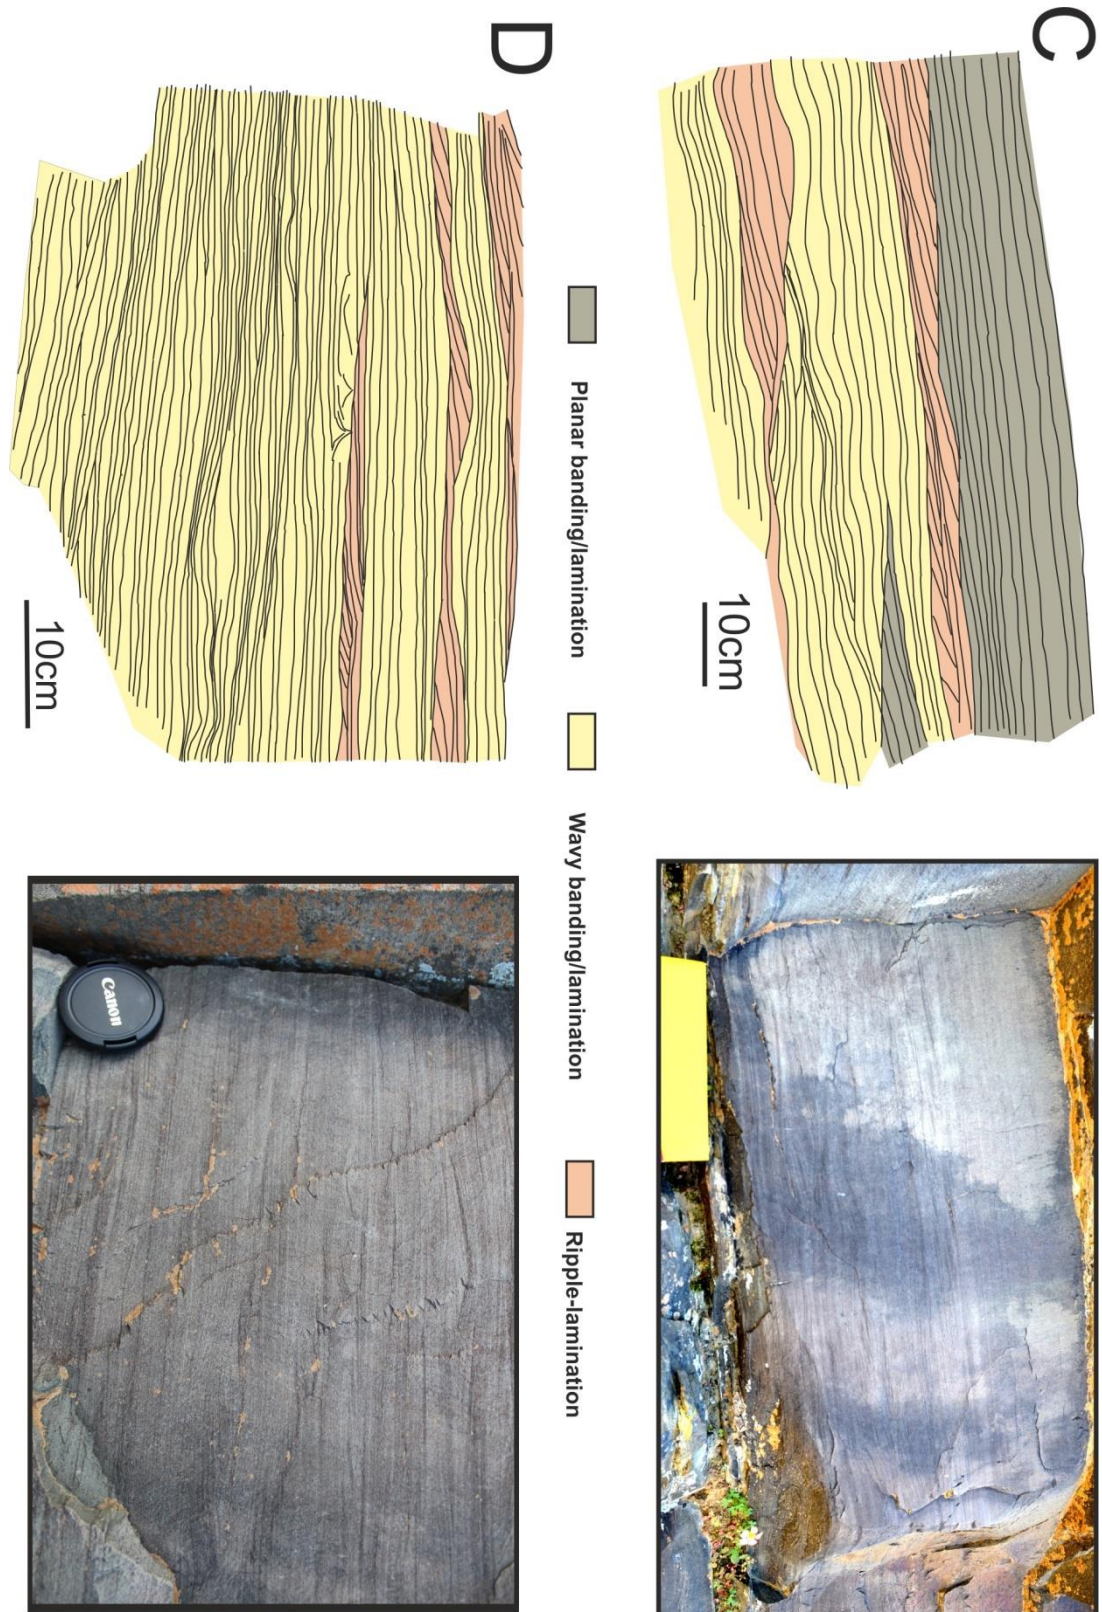 C
10cm
Planar banding/lamination
Wavy banding/lamination
Ripple-lamination
D
10cm
Canon